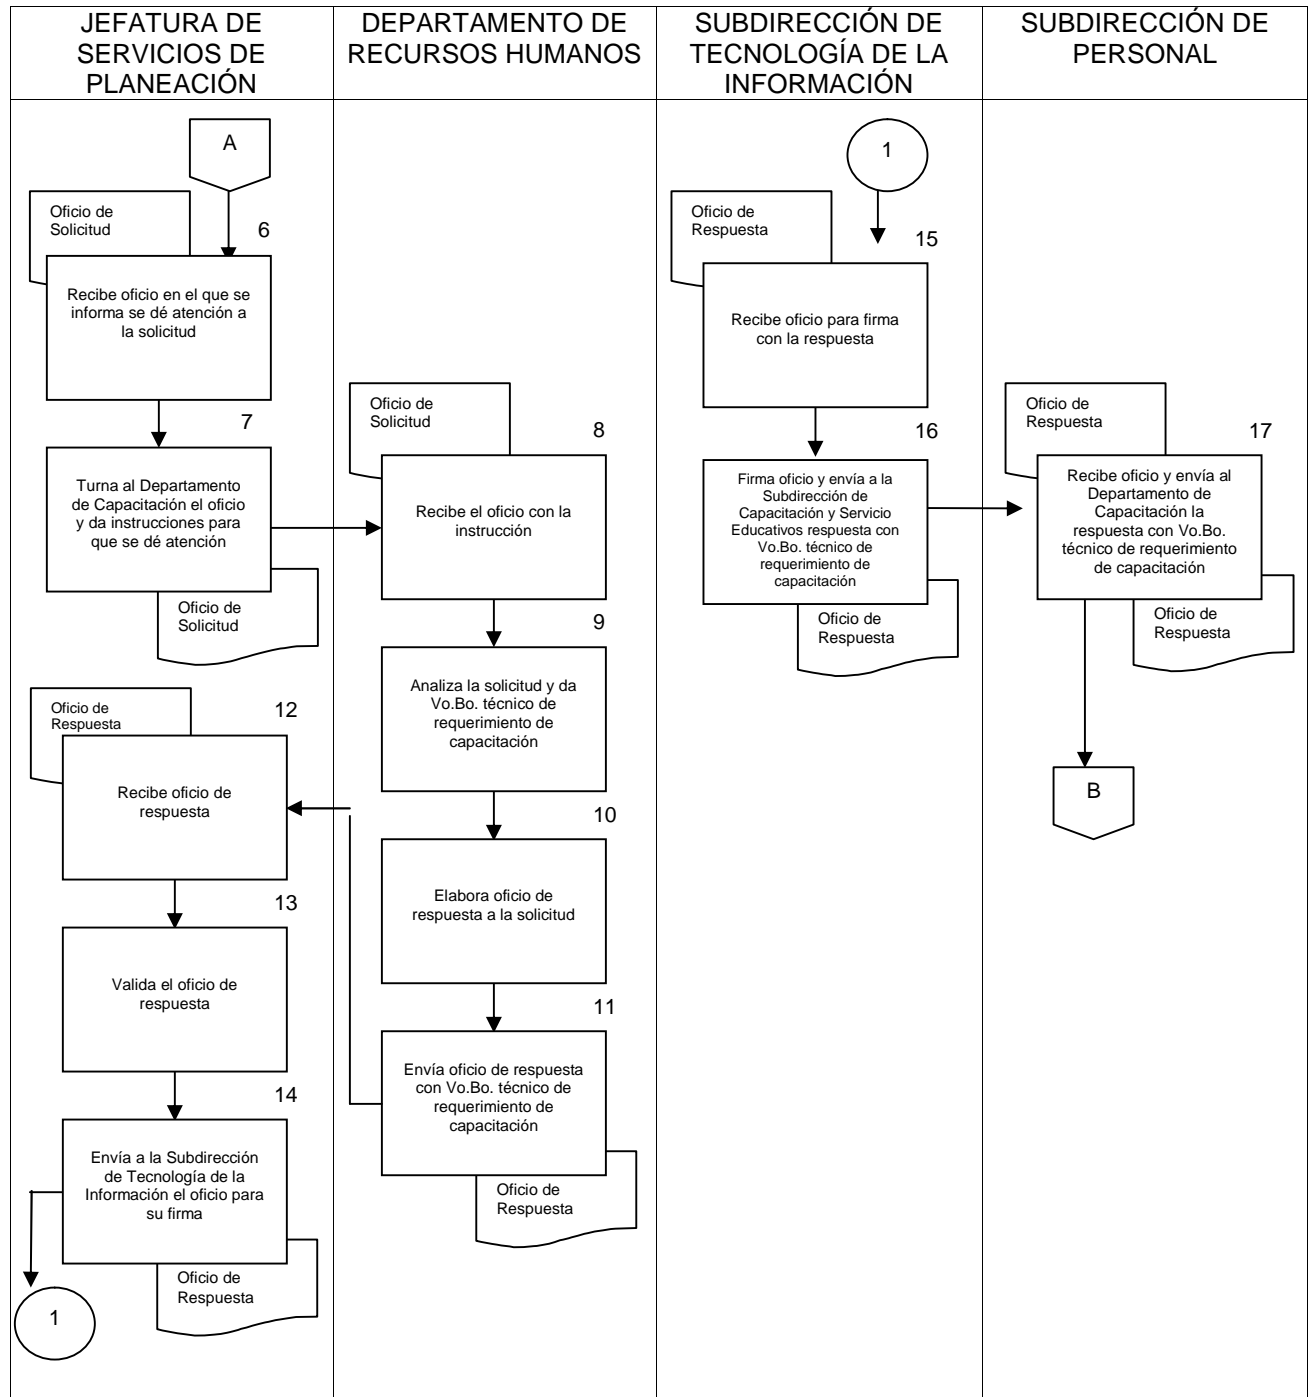 JEFATURA DE
SERVICIOS DE
PLANEACIÓN
DEPARTAMENTO DE
RECURSOS HUMANOS
SUBDIRECCIÓN DE
TECNOLOGÍA DE LA
INFORMACIÓN
SUBDIRECCIÓN DE
PERSONAL
A
Oficio de
Solicitud
6
Recibe oficio en el que se
informa se dé atención a
la solicitud
7
Turna al Departamento
de Capacitación el oficio
y da instrucciones para
que se dé atención
Oficio de
Solicitud
Oficio de
Solicitud
8
Recibe el oficio con la
instrucción
9
Analiza la solicitud y da
Vo.Bo. técnico de
requerimiento de
capacitación
10
Elabora oficio de
respuesta a la solicitud
11
Envía oficio de respuesta
con Vo.Bo. técnico de
requerimiento de
capacitación
Oficio de
Respuesta
Oficio de
Respuesta
12
Recibe oficio de
respuesta
13
Valida el oficio de
respuesta
14
Envía a la Subdirección
de Tecnología de la
Información el oficio para
su firma
Oficio de
Respuesta
1
1
Oficio de
Respuesta
15
Recibe oficio para firma
con la respuesta
16
Firma oficio y envía a la
Subdirección de
Capacitación y Servicio
Educativos respuesta con
Vo.Bo. técnico de
requerimiento de
capacitación
Oficio de
Respuesta
Oficio de
Respuesta
17
Recibe oficio y envía al
Departamento de
Capacitación la
respuesta con Vo.Bo.
técnico de requerimiento
de capacitación
Oficio de
Respuesta
B